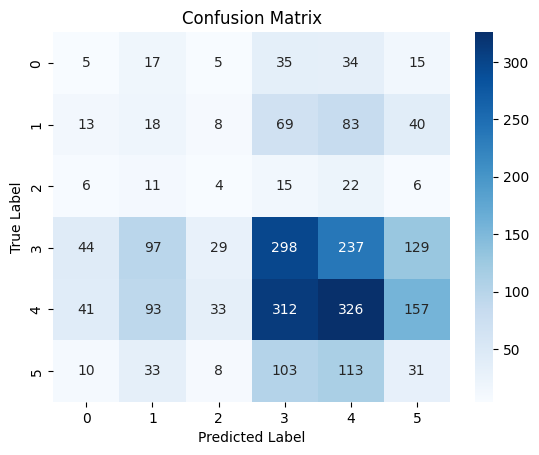 Confusion Matrix
0 5 17 5 35 34 15
1 13 18 8 69 83 40
2 6 11 4 15 22 6
3 44 97 29 298 237 129
4 41 93 33 312 326 157
5 10 33 8 103 113 31
0 1 2 3 4 5
True Label
Predicted Label
300
250
200
150
100
50